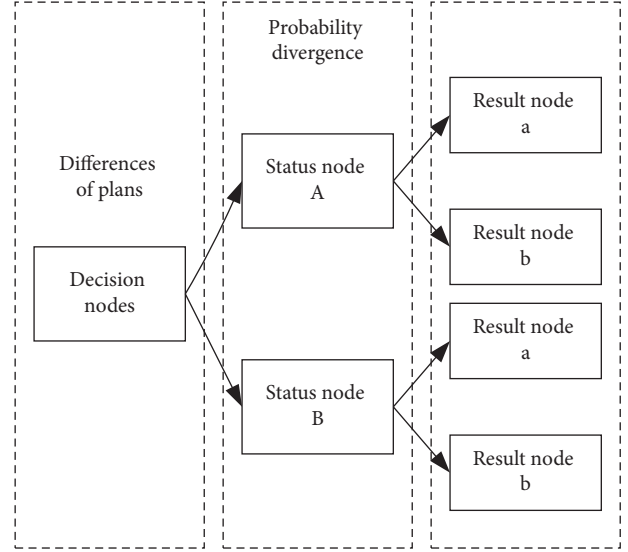 Differences
of plans
Decision
nodes
Probability
divergence
Status node
A
Status node
B
Result node
a
Result node
b
Result node
a
Result node
b